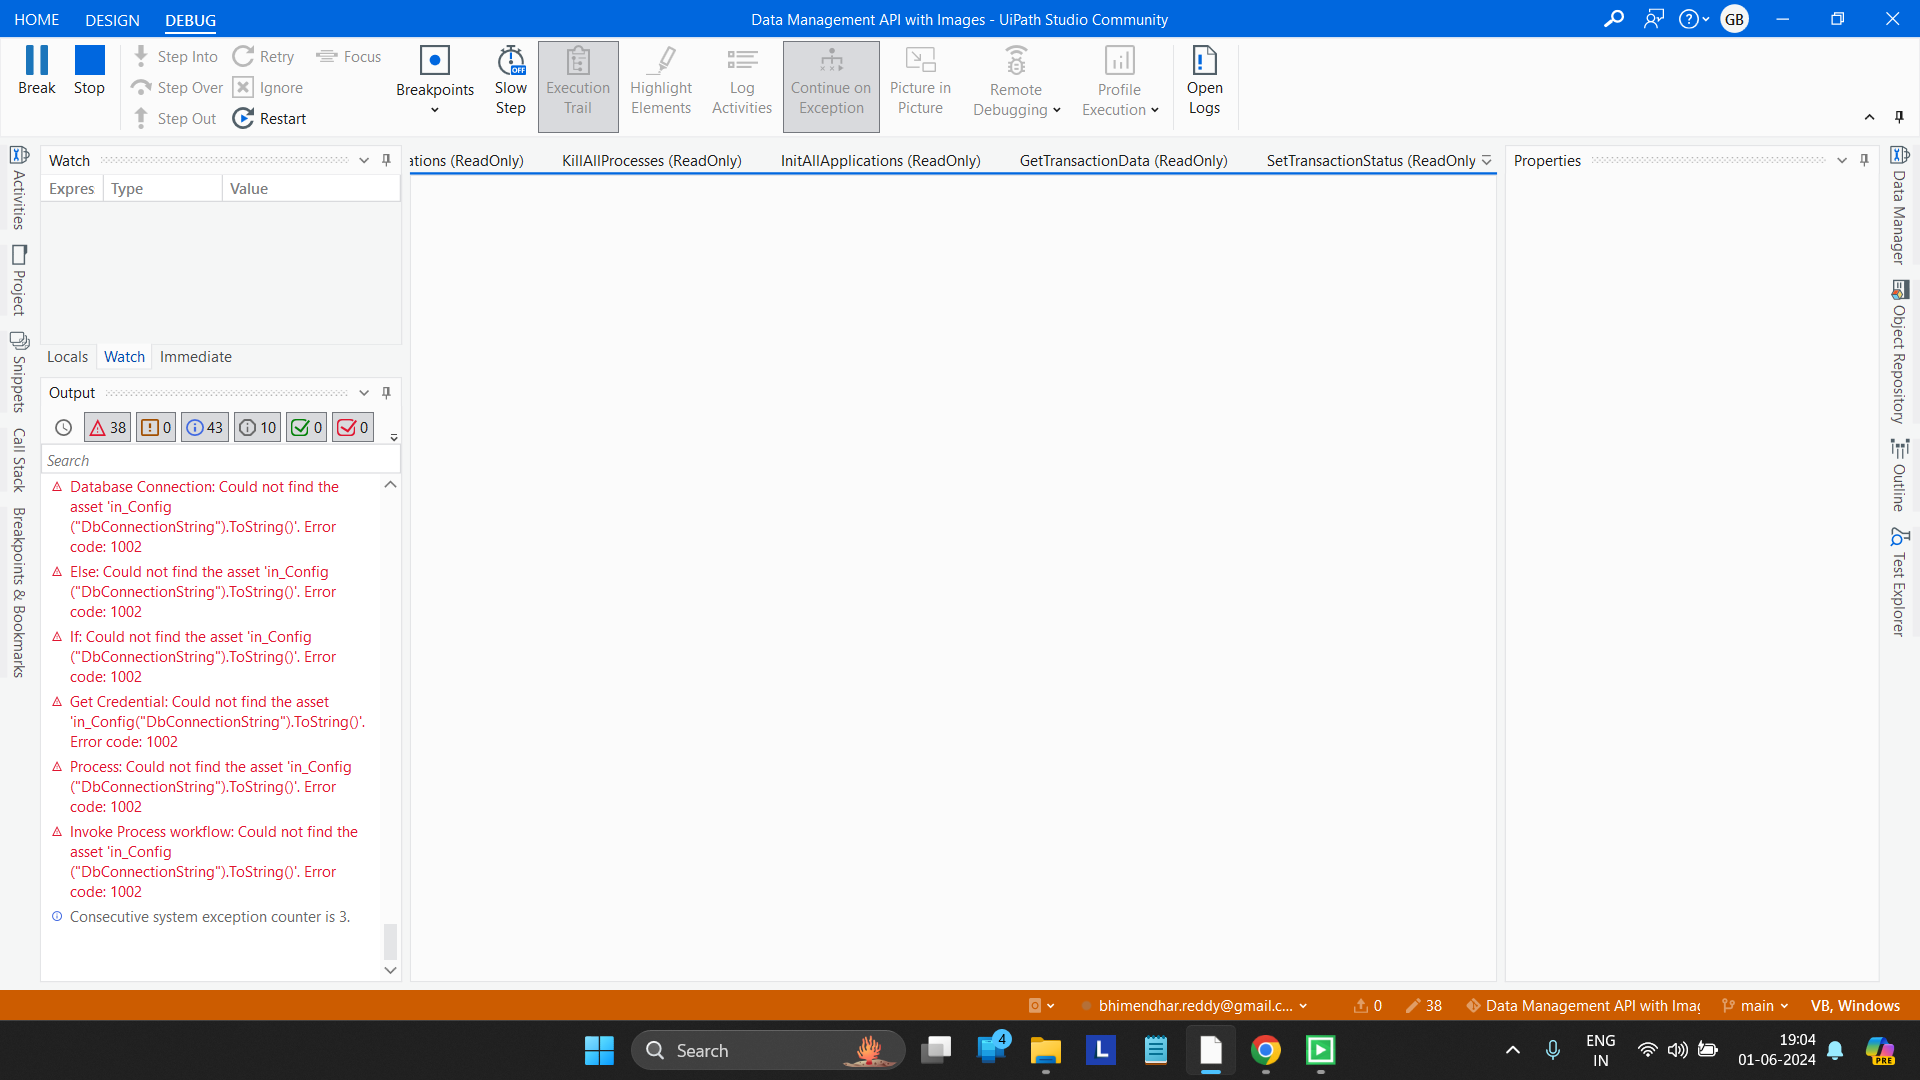 HOME DESIGN DEBUG
Data Management API with Images - UiPath Studio Community
GB
Break
Stop
Step Into
Step Over
Step Out
Retry
Ignore
Restart
Focus
Breakpoints
OFF
Slow
Step
Execution
Trail
Highlight
Elements
Log
Activities
Continue on
Exception
Picture in
Picture
Remote
Debugging
Profile
Execution
Open
Logs
Activities
Project
Snippets
Call Stack
Breakpoints & Bookmarks
Watch
Expres Type Value
Locals Watch Immediate
Output
38 0 43 10 0 0
Search
Database Connection: Could not find the
asset 'in_Config
("DbConnectionString").ToString()'. Error
code: 1002
Else: Could not find the asset 'in_Config
("DbConnectionString").ToString()'. Error
code: 1002
If: Could not find the asset 'in_Config
("DbConnectionString").ToString()'. Error
code: 1002
Get Credential: Could not find the asset
'in_Config("DbConnectionString").ToString()'.
Error code: 1002
Process: Could not find the asset 'in_Config
("DbConnectionString").ToString()'. Error
code: 1002
Invoke Process workflow: Could not find the
asset 'in_Config
("DbConnectionString").ToString()'. Error
code: 1002
Consecutive system exception counter is 3.
ations (ReadOnly) KillAllProcesses (ReadOnly) InitAllApplications (ReadOnly) GetTransactionData (ReadOnly) SetTransactionStatus (ReadOnly
Properties
Data Manager
Object Repository
Outline
Test Explorer
bhimendhar.reddy@gmail.c... 0 38 Data Management API with Imag main VB, Windows
Search
4
L
ENG
IN
19:04
01-06-2024
PRE